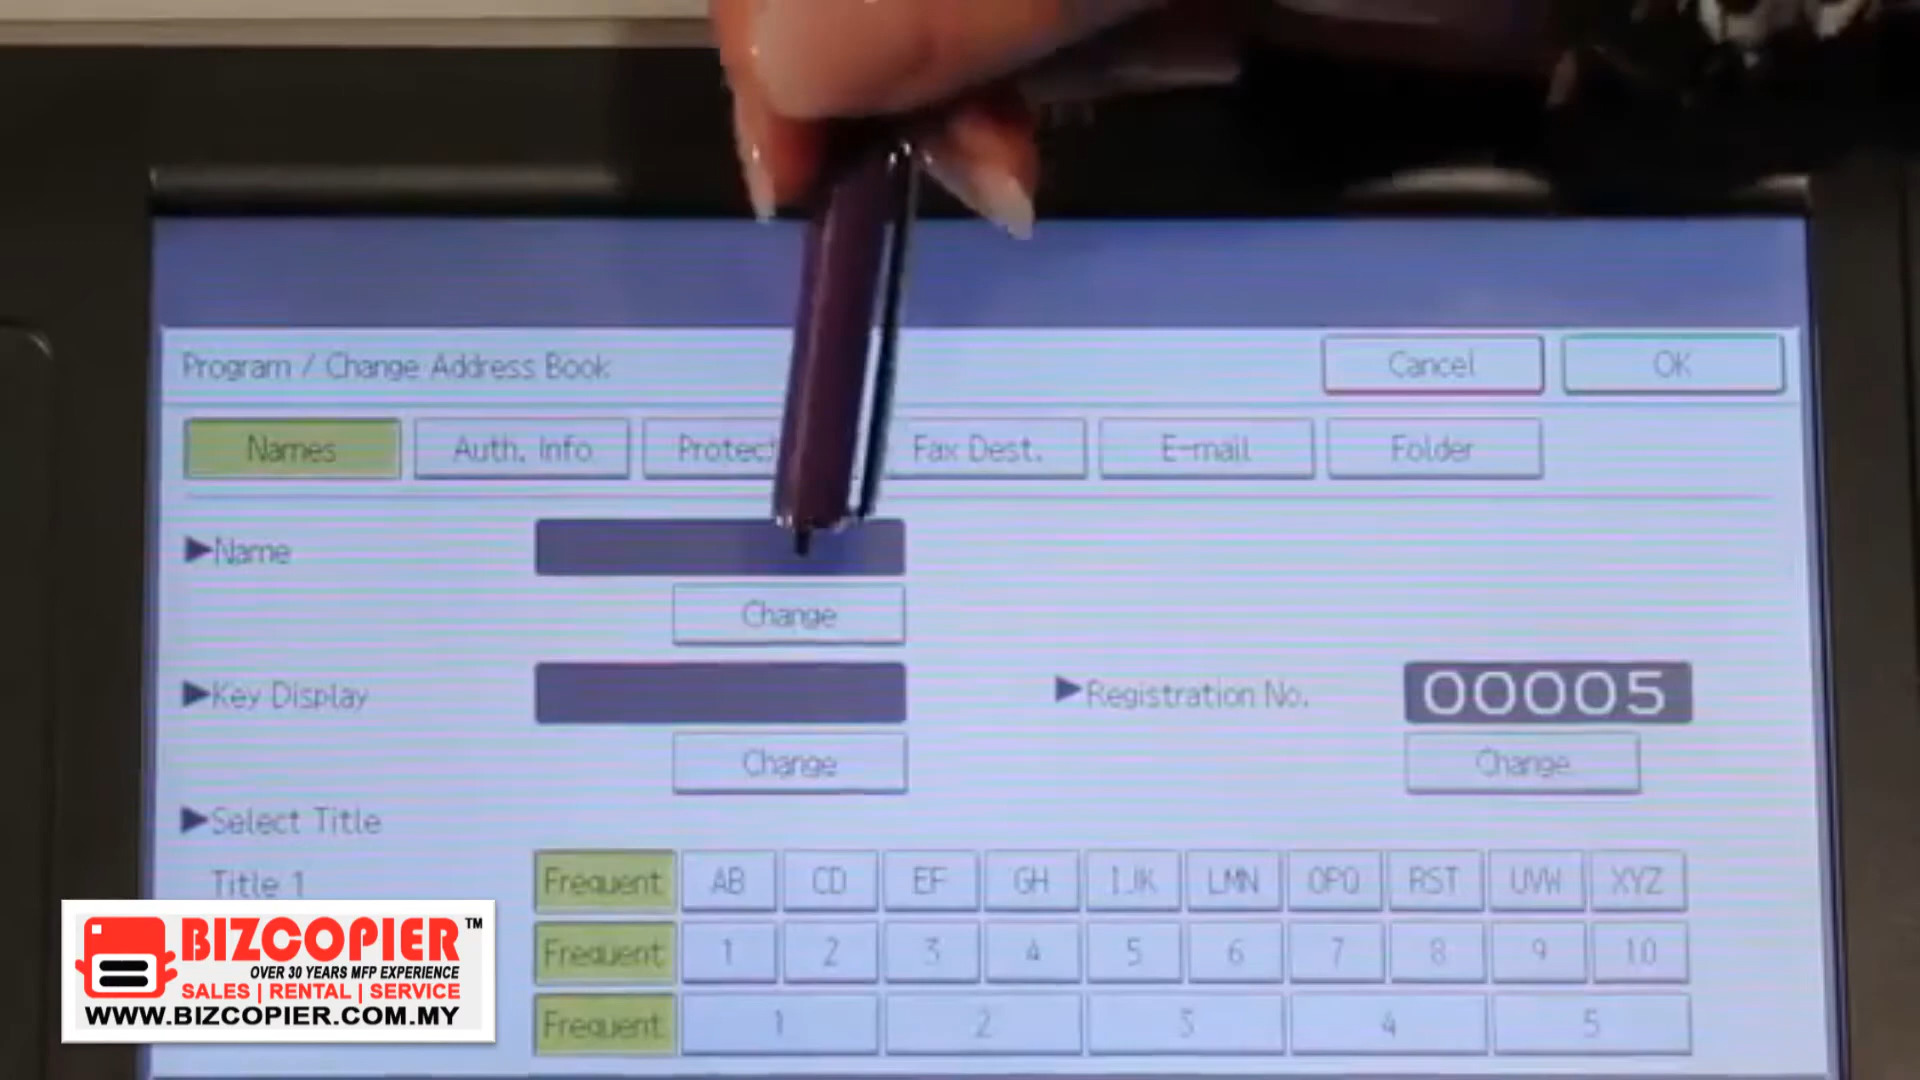 Program / Change Address Book
Cancel
OK
Names
Auth. Info
Protect
Fax Dest.
E-mail
Folder
▶Name
Change
▶Key Display
▶Registration No.
00005
Change
Change
▶Select Title
Title 1
Frequent AB CD EF GH IJK LMN OPQ RST UVW XYZ
Frequent 1 2 3 4 5 6 7 8 9 10
Frequent 1 2 3 4 5
BIZCOPIER™
OVER 30 YEARS MFP EXPERIENCE
SALES | RENTAL | SERVICE
WWW.BIZCOPIER.COM.MY